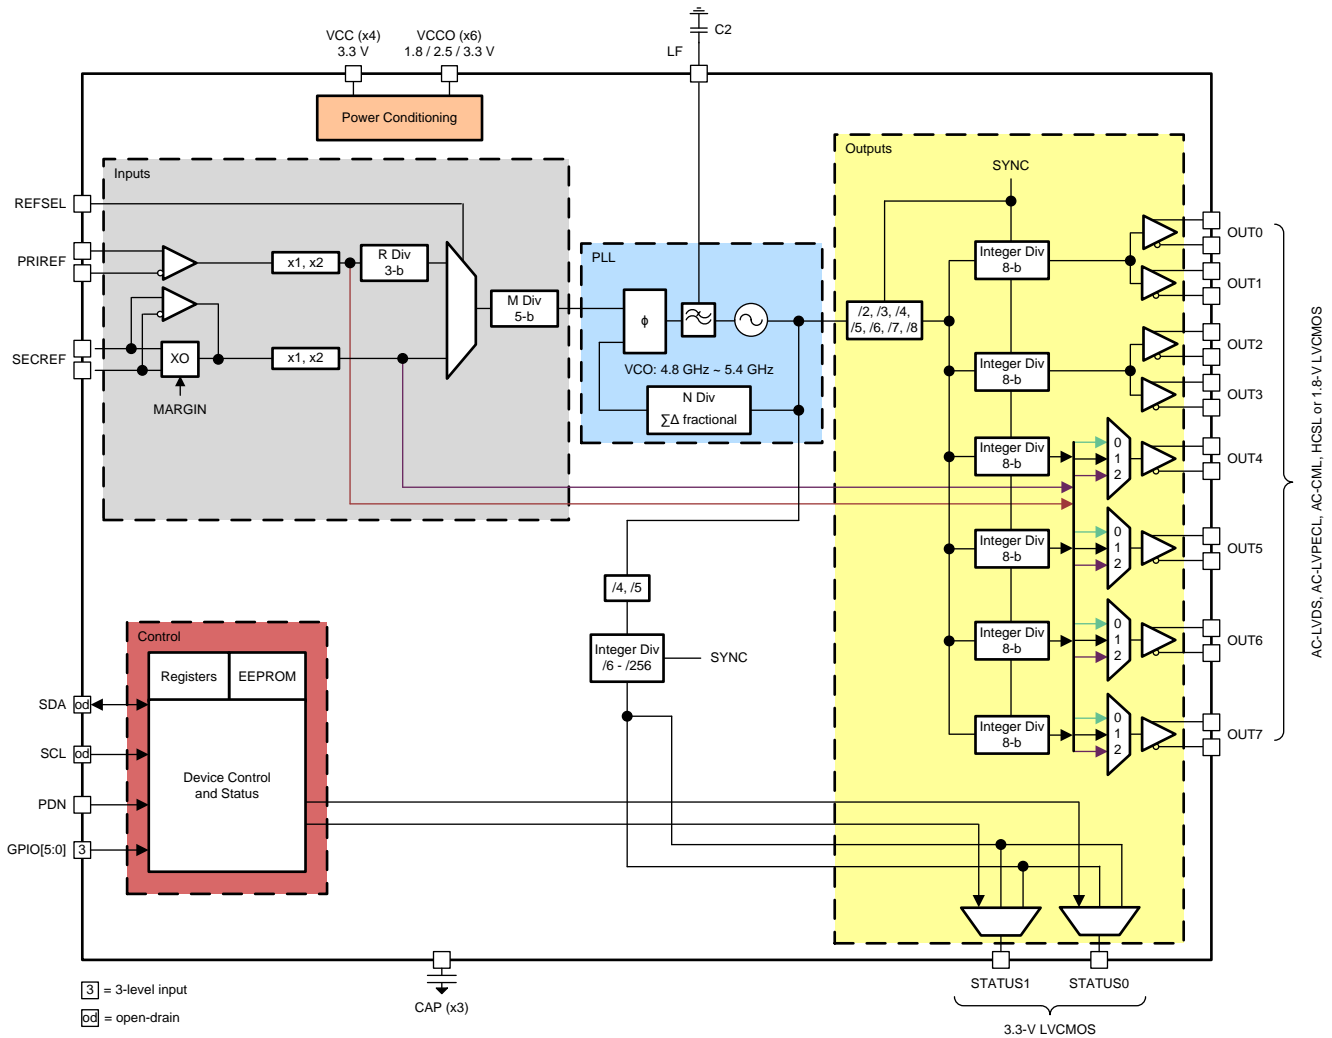 C2
VCC (x4)
3.3 V
VCCO (x6)
1.8 / 2.5 / 3.3 V
LF
Power Conditioning
Inputs
REFSEL
PRIREF
x1, x2
R Div
3-b
M Div
5-b
SECREF
XO
x1, x2
MARGIN
PLL
ϕ
VCO: 4.8 GHz ~ 5.4 GHz
N Div
∑Δ fractional
Outputs
SYNC
/2, /3, /4,
/5, /6, /7, /8
Integer Div
8-b
Integer Div
8-b
Integer Div
8-b
Integer Div
8-b
Integer Div
8-b
Integer Div
8-b
0
1
2
0
1
2
0
1
2
0
1
2
OUT0
OUT1
OUT2
OUT3
OUT4
OUT5
OUT6
OUT7
AC-LVDS, AC-LVPECL, AC-CML, HCSL or 1.8-V LVCMOS
/4, /5
Integer Div
/6 - /256
SYNC
Control
Registers
EEPROM
Device Control
and Status
SDA
od
SCL
od
PDN
GPIO[5:0]
3
CAP (x3)
STATUS1
STATUS0
3.3-V LVCMOS
3
= 3-level input
od
= open-drain